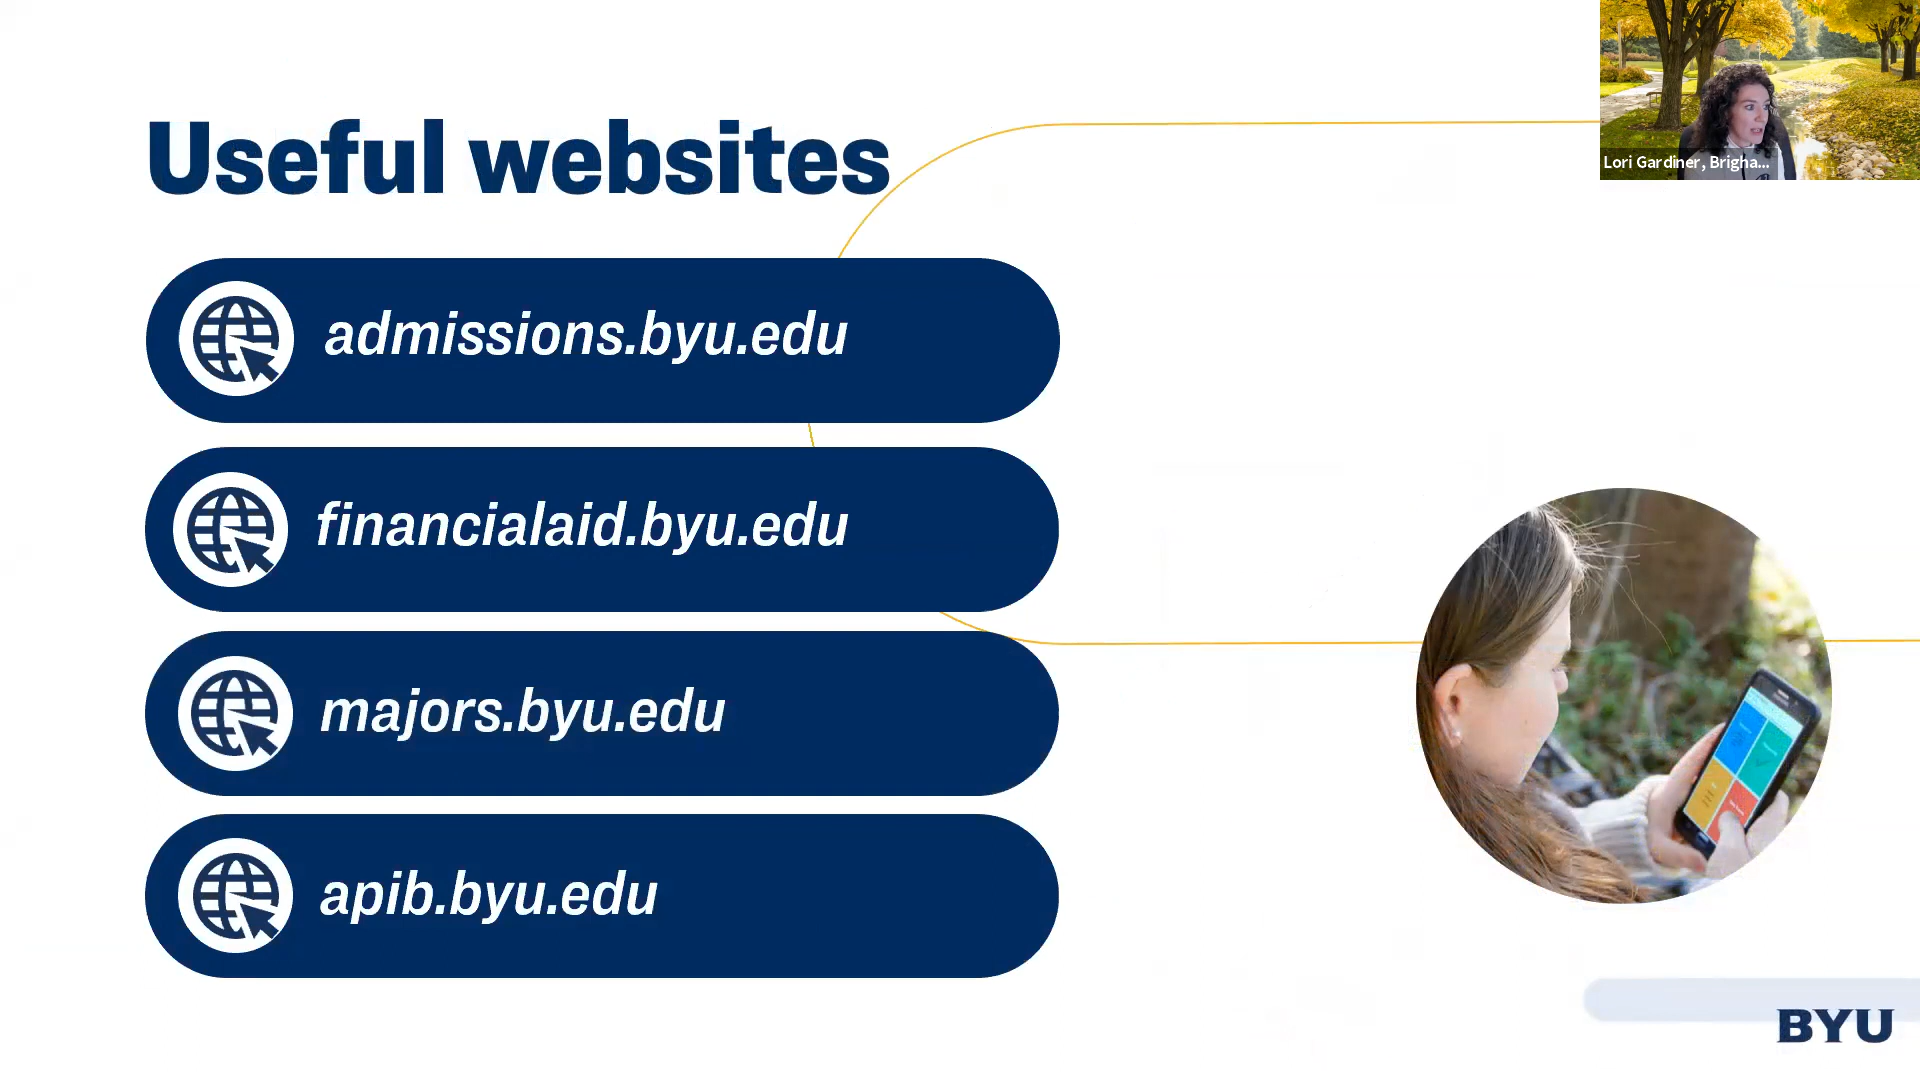 Useful websites
Lori Gardiner, Brigha...
admissions.byu.edu
financialaid.byu.edu
majors.byu.edu
apib.byu.edu
BYU